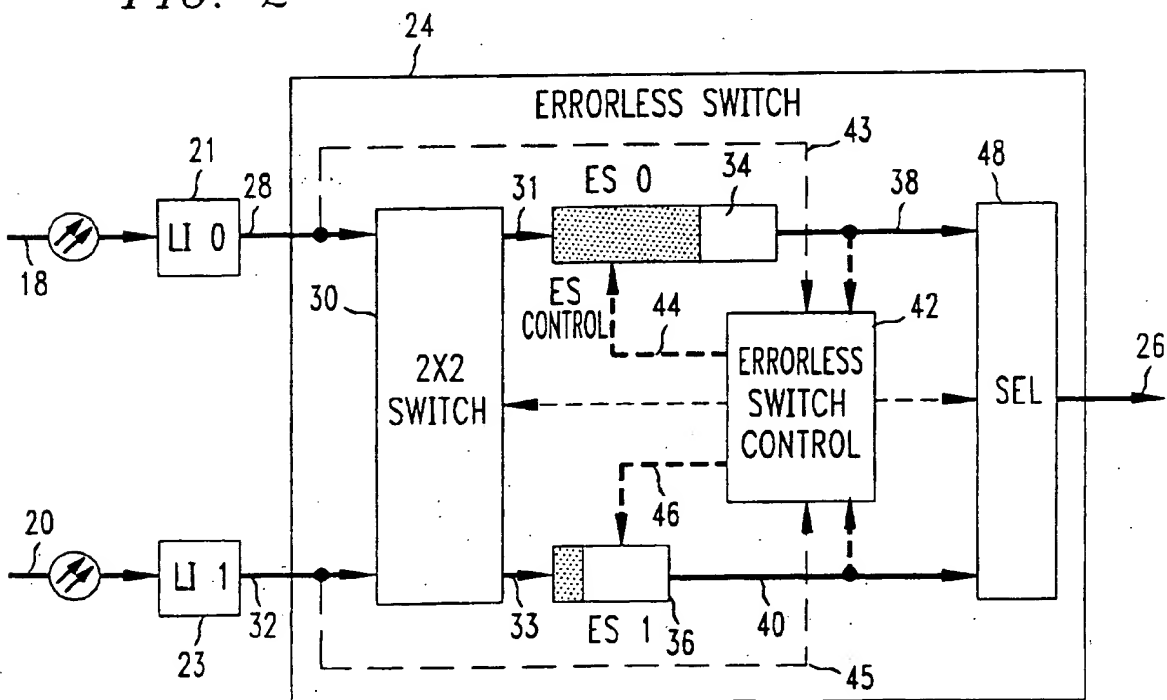 FIG. 2
24
ERRORLESS SWITCH
43
21
28
31
ES 0
34
38
48
LI 0
18
30
ES
CONTROL
44
42
2X2
SWITCH
ERRORLESS
SWITCH
CONTROL
SEL
26
46
20
LI 1
32
33
ES 1
36
40
23
45